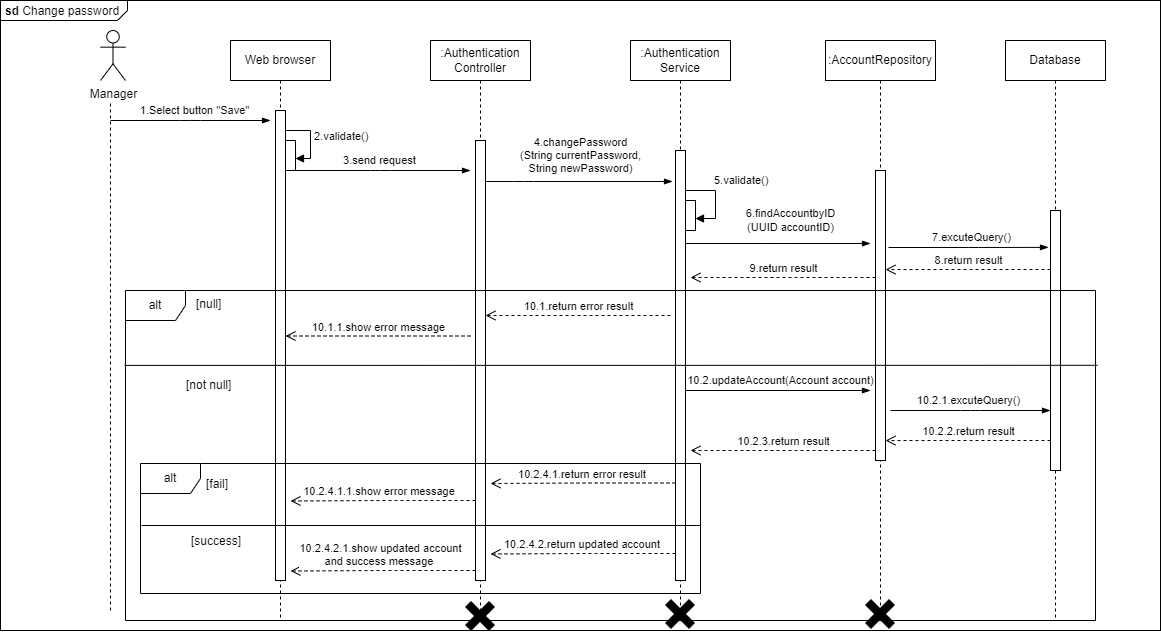 sd Change password
Manager
Web browser
:Authentication
Controller
:Authentication
Service
:AccountRepository
Database
1.Select button "Save"
2.validate()
3.send request
4.changePassword
(String currentPassword,
String newPassword)
5.validate()
6.findAccountbyID
(UUID accountID)
7.excuteQuery()
8.return result
9.return result
alt
[null]
10.1.return error result
10.1.1.show error message
[not null]
10.2.updateAccount(Account account)
10.2.1.excuteQuery()
10.2.2.return result
10.2.3.return result
alt
[fail]
10.2.4.1.return error result
10.2.4.1.1.show error message
[success]
10.2.4.2.return updated account
10.2.4.2.1.show updated account
and success message